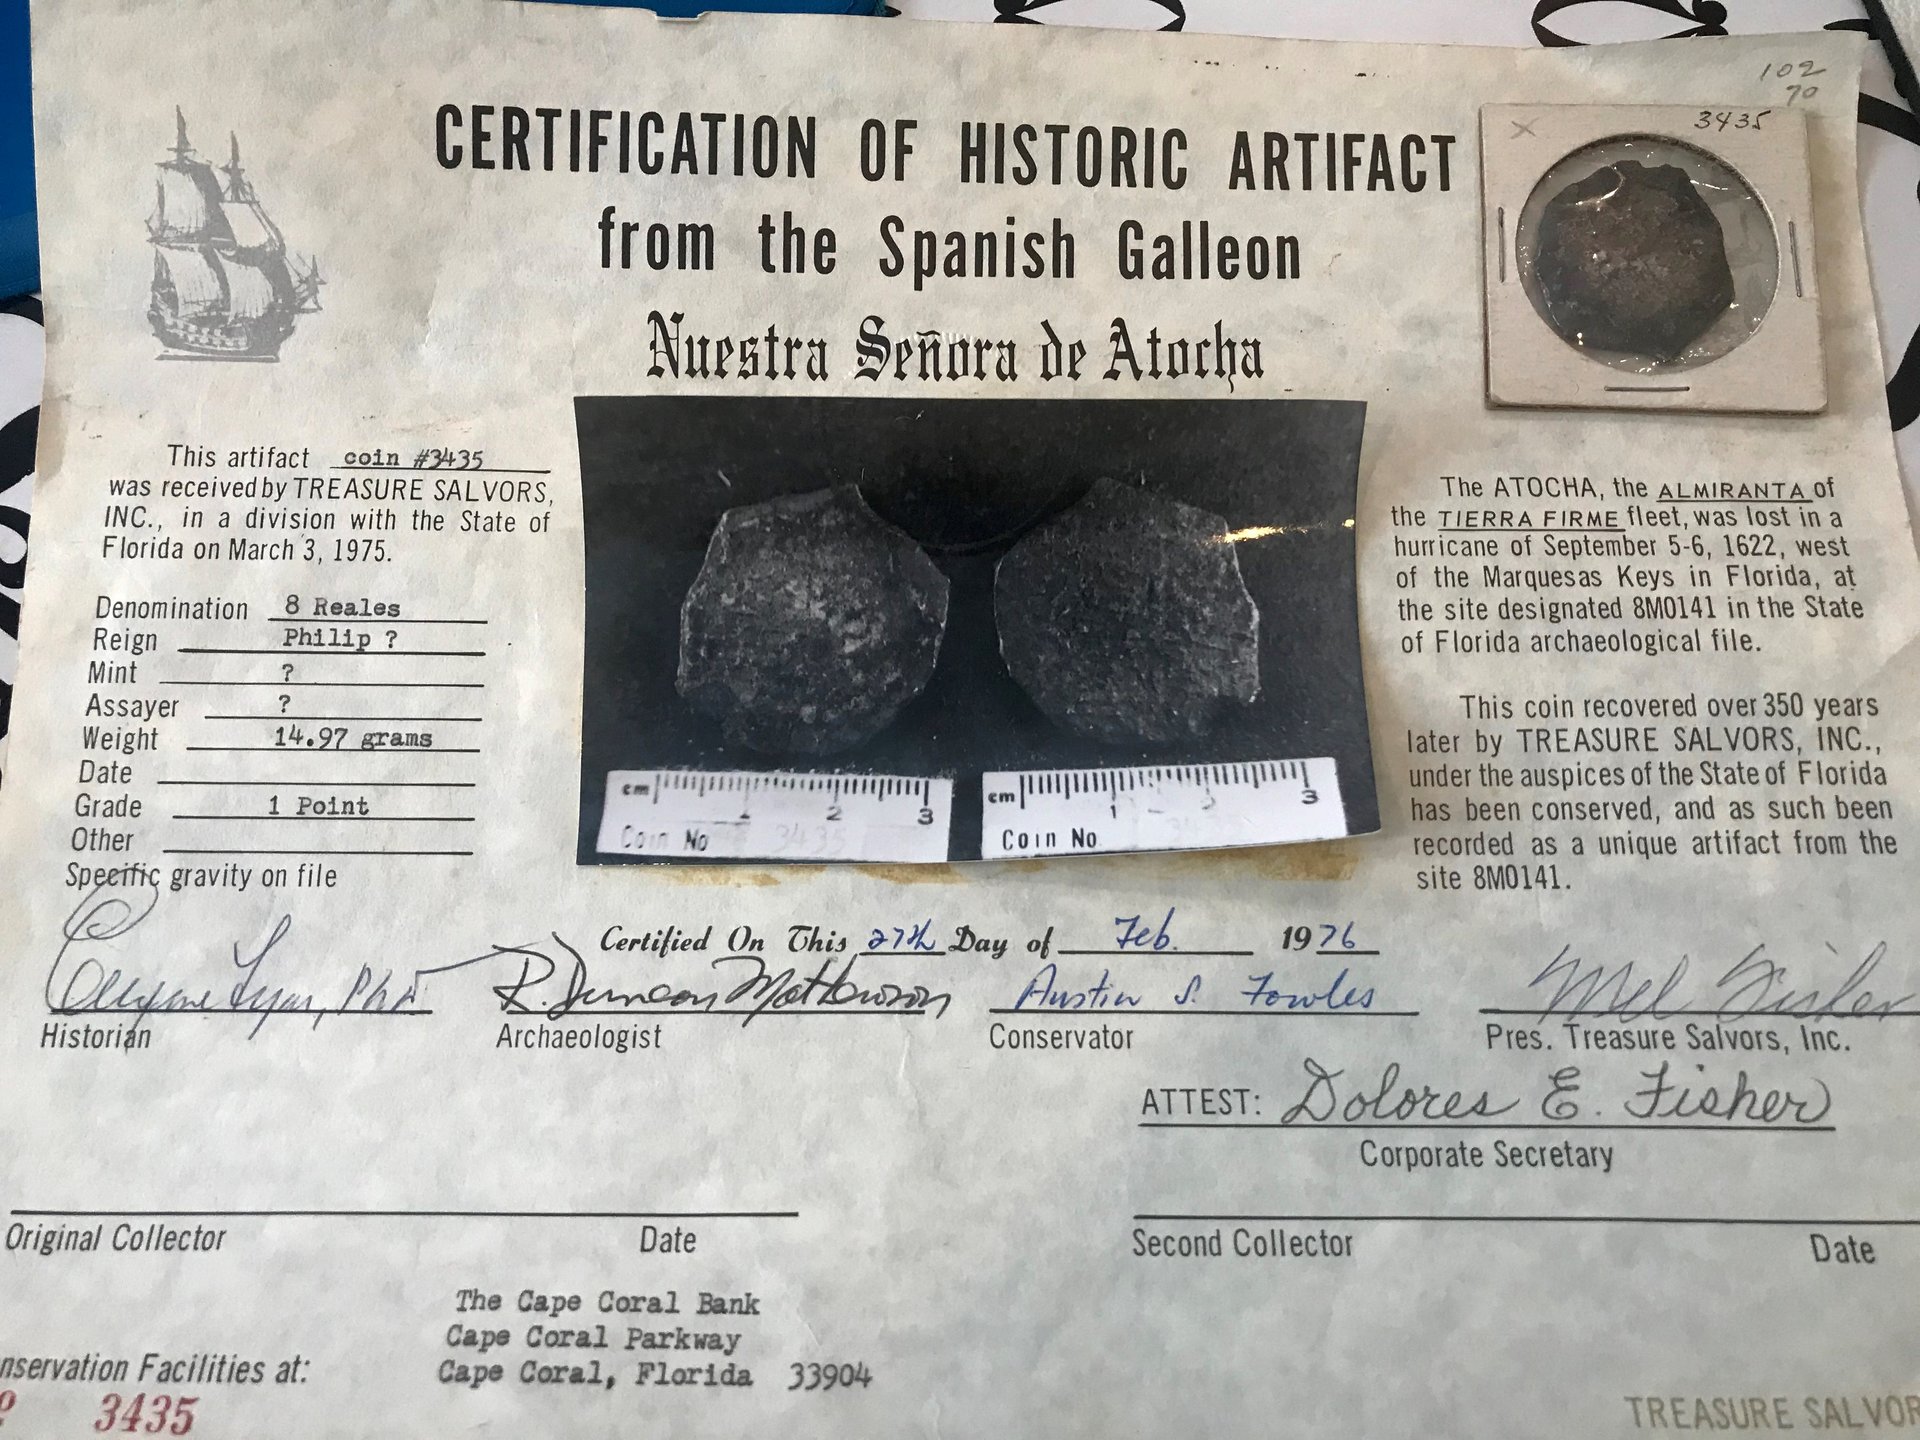 102
70
3435
CERTIFICATION OF HISTORIC ARTIFACT
from the Spanish Galleon
Nuestra Señora de Atocha
This artifact coin #3435
was received by TREASURE SALVORS,
INC., in a division with the State of
Florida on March 3, 1975.
Denomination 8 Reales
Reign Philip ?
Mint ?
Assayer ?
Weight 14.97 grams
Date
Grade 1 Point
Other
Specific gravity on file
cm 1 2 3
Coin No 3435
cm 1 2 3
Coin No
The ATOCHA, the ALMIRANTA of
the TIERRA FIRME fleet, was lost in a
hurricane of September 5-6, 1622, west
of the Marquesas Keys in Florida, at
the site designated 8M0141 in the State
of Florida archaeological file.
This coin recovered over 350 years
later by TREASURE SALVORS, INC.,
under the auspices of the State of Florida
has been conserved, and as such been
recorded as a unique artifact from the
site 8M0141.
Certified On This 27th Day of Feb. 1976
Eugene Lyon, PhD
Historian
R. Duncan Mathewson
Archaeologist
Austin S. Fowles
Conservator
Mel Fisher
Pres. Treasure Salvors, Inc.
ATTEST: Dolores E. Fisher
Corporate Secretary
Original Collector Date
Second Collector Date
The Cape Coral Bank
Cape Coral Parkway
Cape Coral, Florida 33904
nservation Facilities at:
3435
TREASURE SALVOR